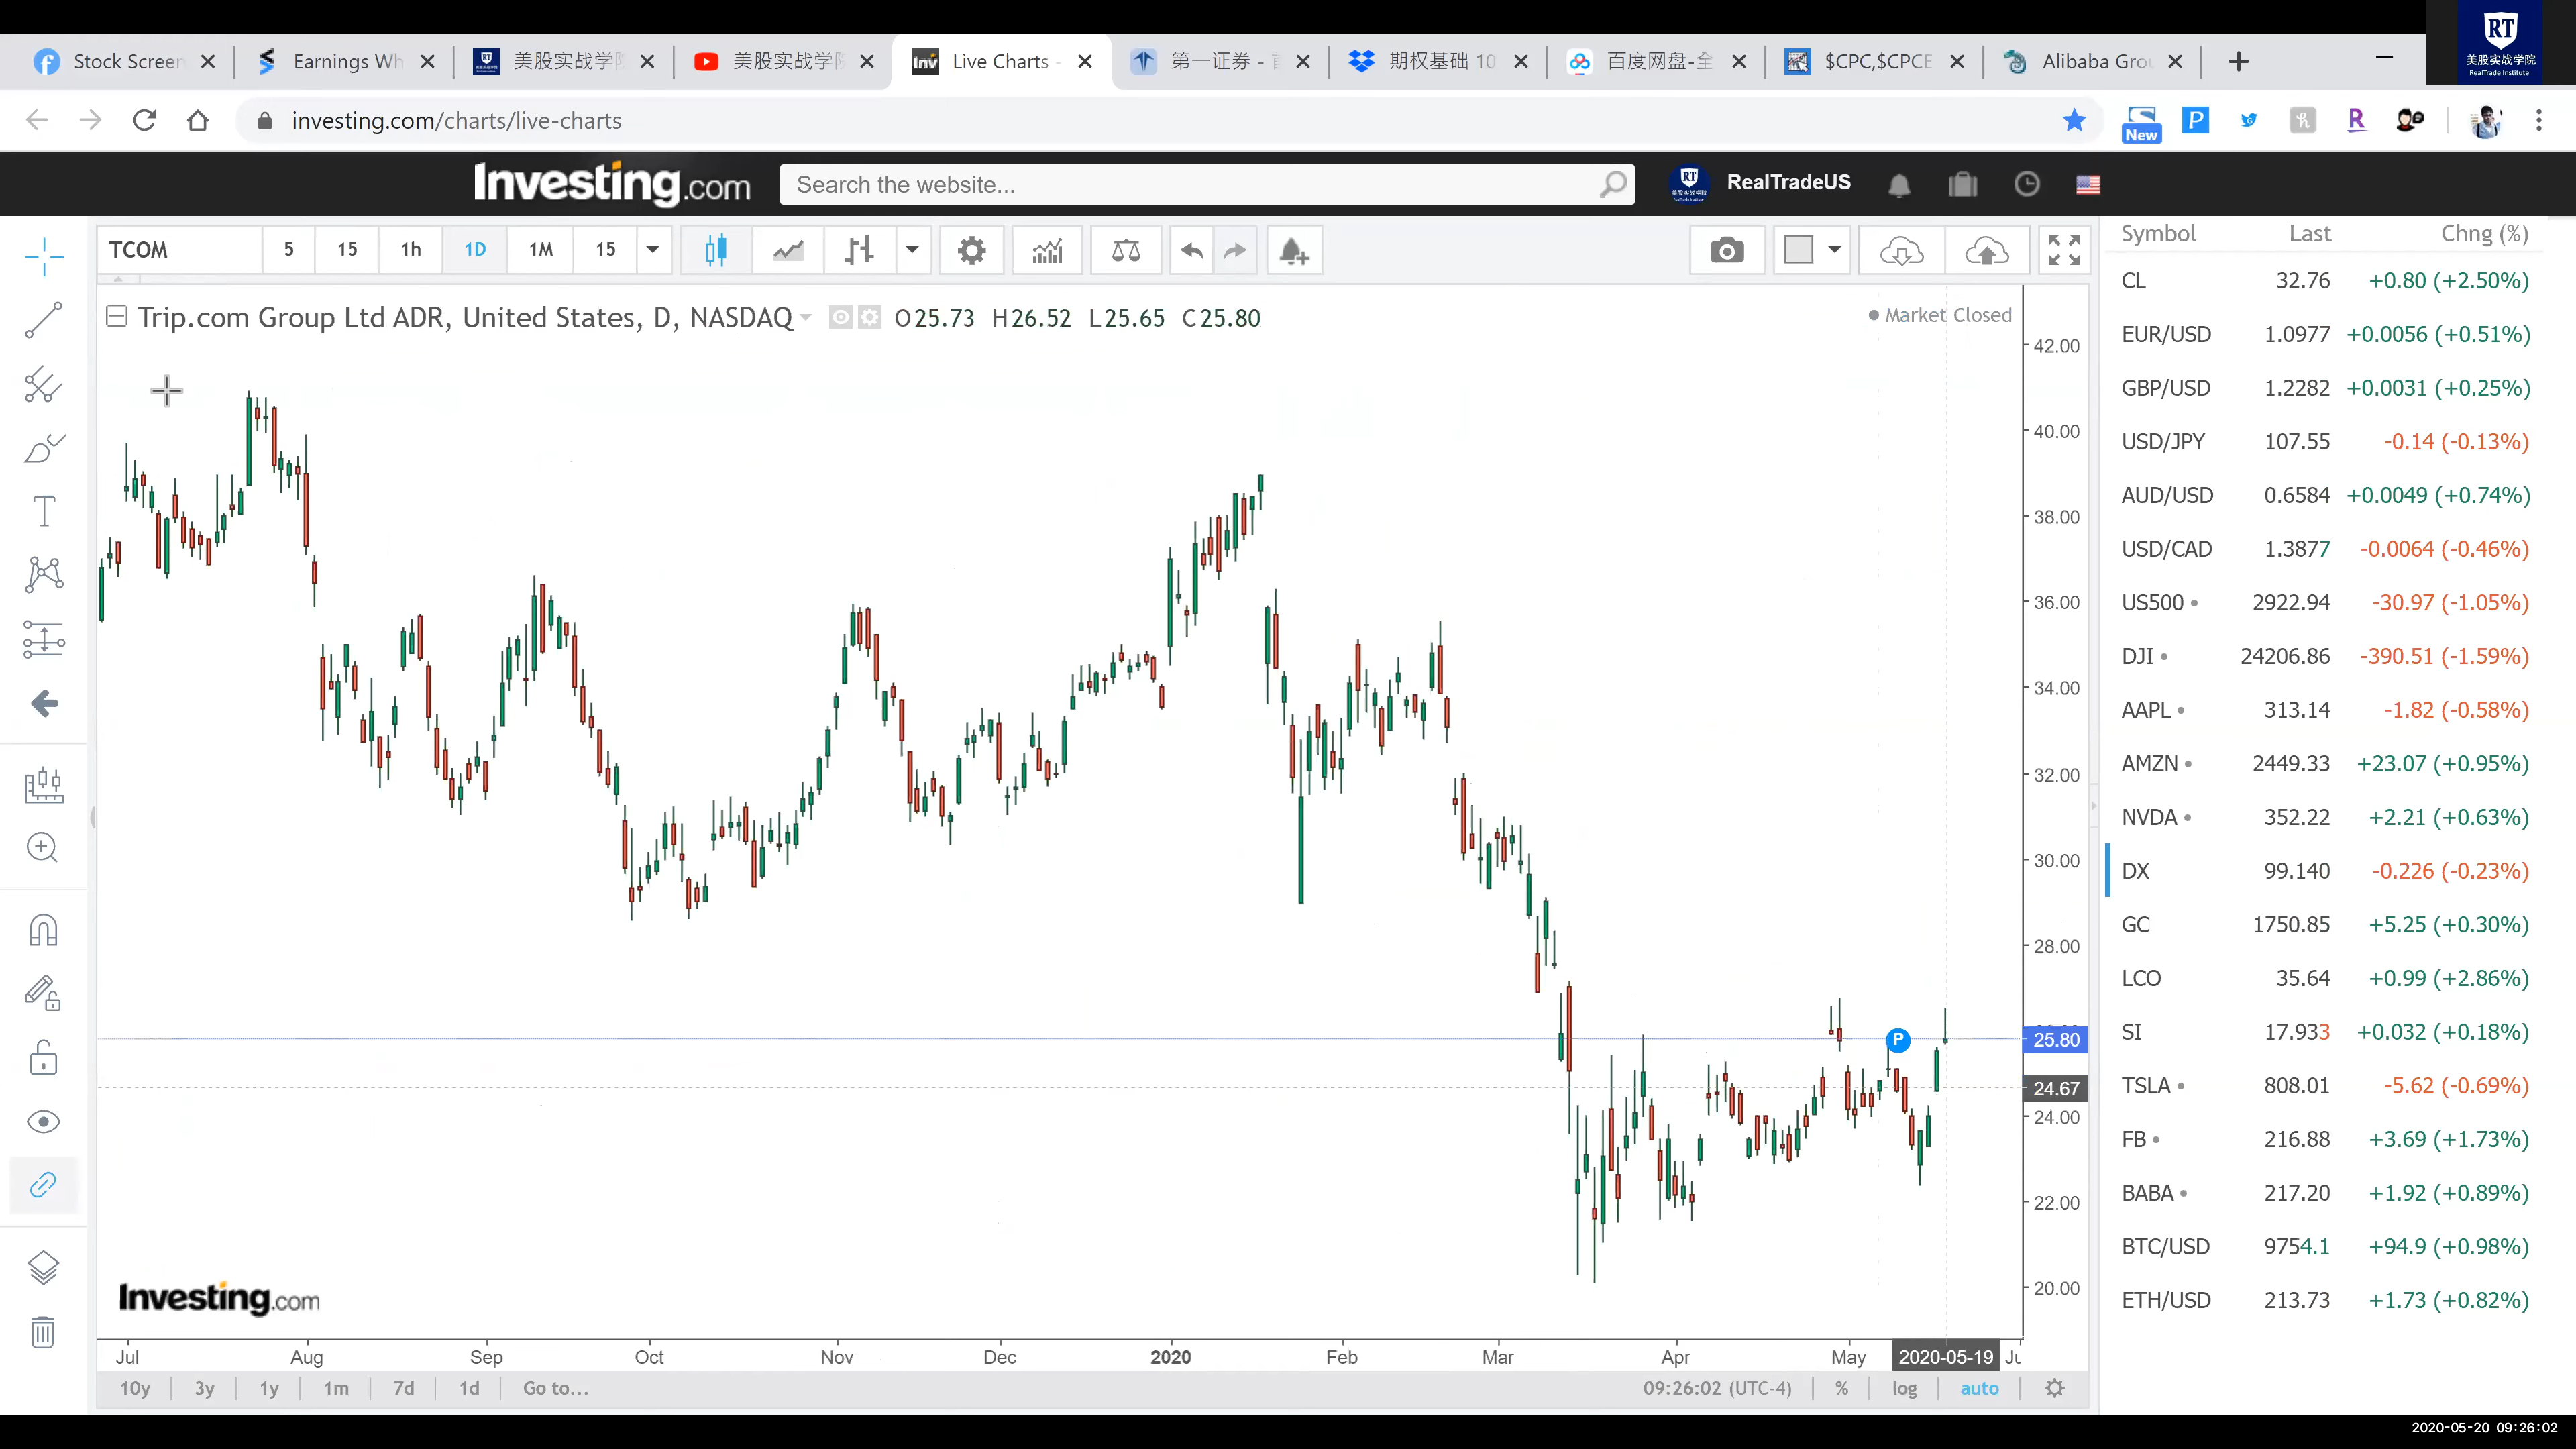 RT
美股实战学院
RealTrade Institute
Stock Screen
Earnings Wh
美股实战学院
美股实战学院
Live Charts -
第一证券 -
期权基础 10
百度网盘-全
$CPC,$CPCE
Alibaba Grou
investing.com/charts/live-charts
New
Investing.com
Search the website...
RealTradeUS
TCOM 5 15 1h 1D 1M 15
Symbol Last Chng (%)
Trip.com Group Ltd ADR, United States, D, NASDAQ O25.73 H26.52 L25.65 C25.80
Market Closed
CL 32.76 +0.80 (+2.50%)
EUR/USD 1.0977 +0.0056 (+0.51%)
GBP/USD 1.2282 +0.0031 (+0.25%)
USD/JPY 107.55 -0.14 (-0.13%)
AUD/USD 0.6584 +0.0049 (+0.74%)
USD/CAD 1.3877 -0.0064 (-0.46%)
US500 2922.94 -30.97 (-1.05%)
DJI 24206.86 -390.51 (-1.59%)
AAPL 313.14 -1.82 (-0.58%)
AMZN 2449.33 +23.07 (+0.95%)
NVDA 352.22 +2.21 (+0.63%)
DX 99.140 -0.226 (-0.23%)
GC 1750.85 +5.25 (+0.30%)
LCO 35.64 +0.99 (+2.86%)
SI 17.933 +0.032 (+0.18%)
TSLA 808.01 -5.62 (-0.69%)
FB 216.88 +3.69 (+1.73%)
BABA 217.20 +1.92 (+0.89%)
BTC/USD 9754.1 +94.9 (+0.98%)
ETH/USD 213.73 +1.73 (+0.82%)
42.00
40.00
38.00
36.00
34.00
32.00
30.00
28.00
25.80
24.67
24.00
22.00
20.00
P
Investing.com
Jul Aug Sep Oct Nov Dec 2020 Feb Mar Apr May 2020-05-19
10y 3y 1y 1m 7d 1d Go to... 09:26:02 (UTC-4) % log auto
2020-05-20 09:26:02